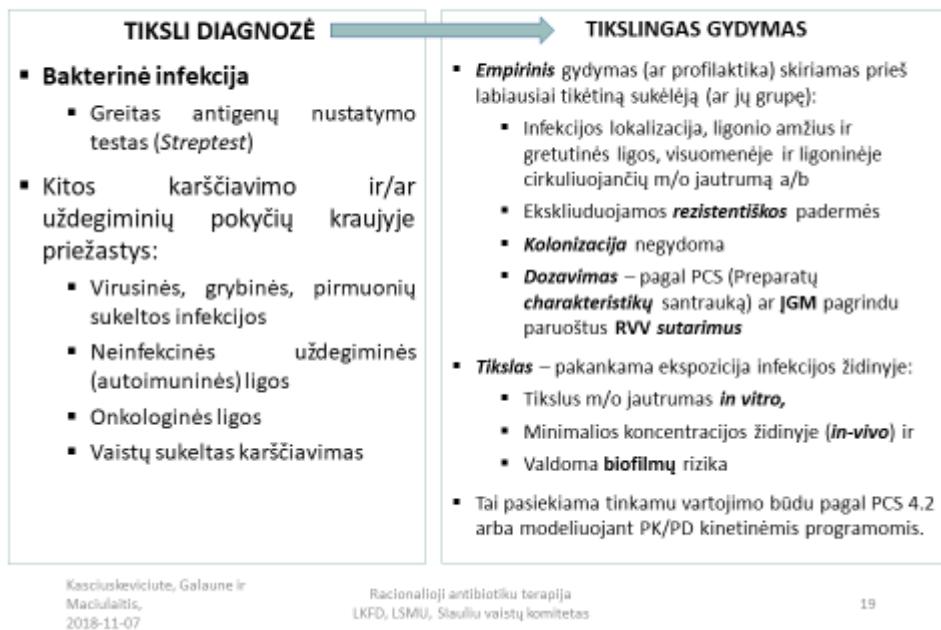 TIKSLI DIAGNOZĖ
▪ Bakterinė infekcija
▪ Greitas antigenų nustatymo
testas (Streptest)
▪ Kitos karščiavimo ir/ar
uždegiminių pokyčių kraujyje
priežastys:
▪ Virusinės, grybinės, pirmuonių
sukeltos infekcijos
▪ Neinfekcinės uždegiminės
(autoimuninės) ligos
▪ Onkologinės ligos
▪ Vaistų sukeltas karščiavimas
TIKSLINGAS GYDYMAS
▪ Empirinis gydymas (ar profilaktika) skiriamas prieš
labiausiai tikėtiną sukėlėją (ar jų grupę):
▪ Infekcijos lokalizacija, ligonio amžius ir
gretutinės ligos, visuomenėje ir ligoninėje
cirkuliuojančių m/o jautrumą a/b
▪ Ekskliuduojamos rezistentiškos padermės
▪ Kolonizacija negydoma
▪ Dozavimas – pagal PCS (Preparatų
charakteristikų santrauką) ar ĮGM pagrindu
paruoštus RVV sutarimus
▪ Tikslas – pakankama ekspozicija infekcijos židinyje:
▪ Tikslus m/o jautrumas in vitro,
▪ Minimalios koncentracijos židinyje (in-vivo) ir
▪ Valdoma biofilmų rizika
▪ Tai pasiekiama tinkamu vartojimo būdu pagal PCS 4.2
arba modeliuojant PK/PD kinetinėmis programomis.
Kasciuskeviciute, Galaune ir
Maciulaitis,
2018-11-07
Racionalioji antibiotiku terapija
LKFD, LSMU, Siauliu vaistų komitetas
19